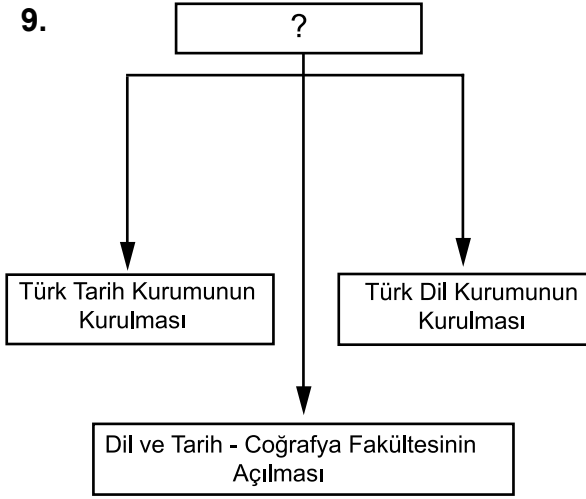 9.
?
Türk Tarih Kurumunun
Kurulması
Türk Dil Kurumunun
Kurulması
Dil ve Tarih - Coğrafya Fakültesinin
Açılması